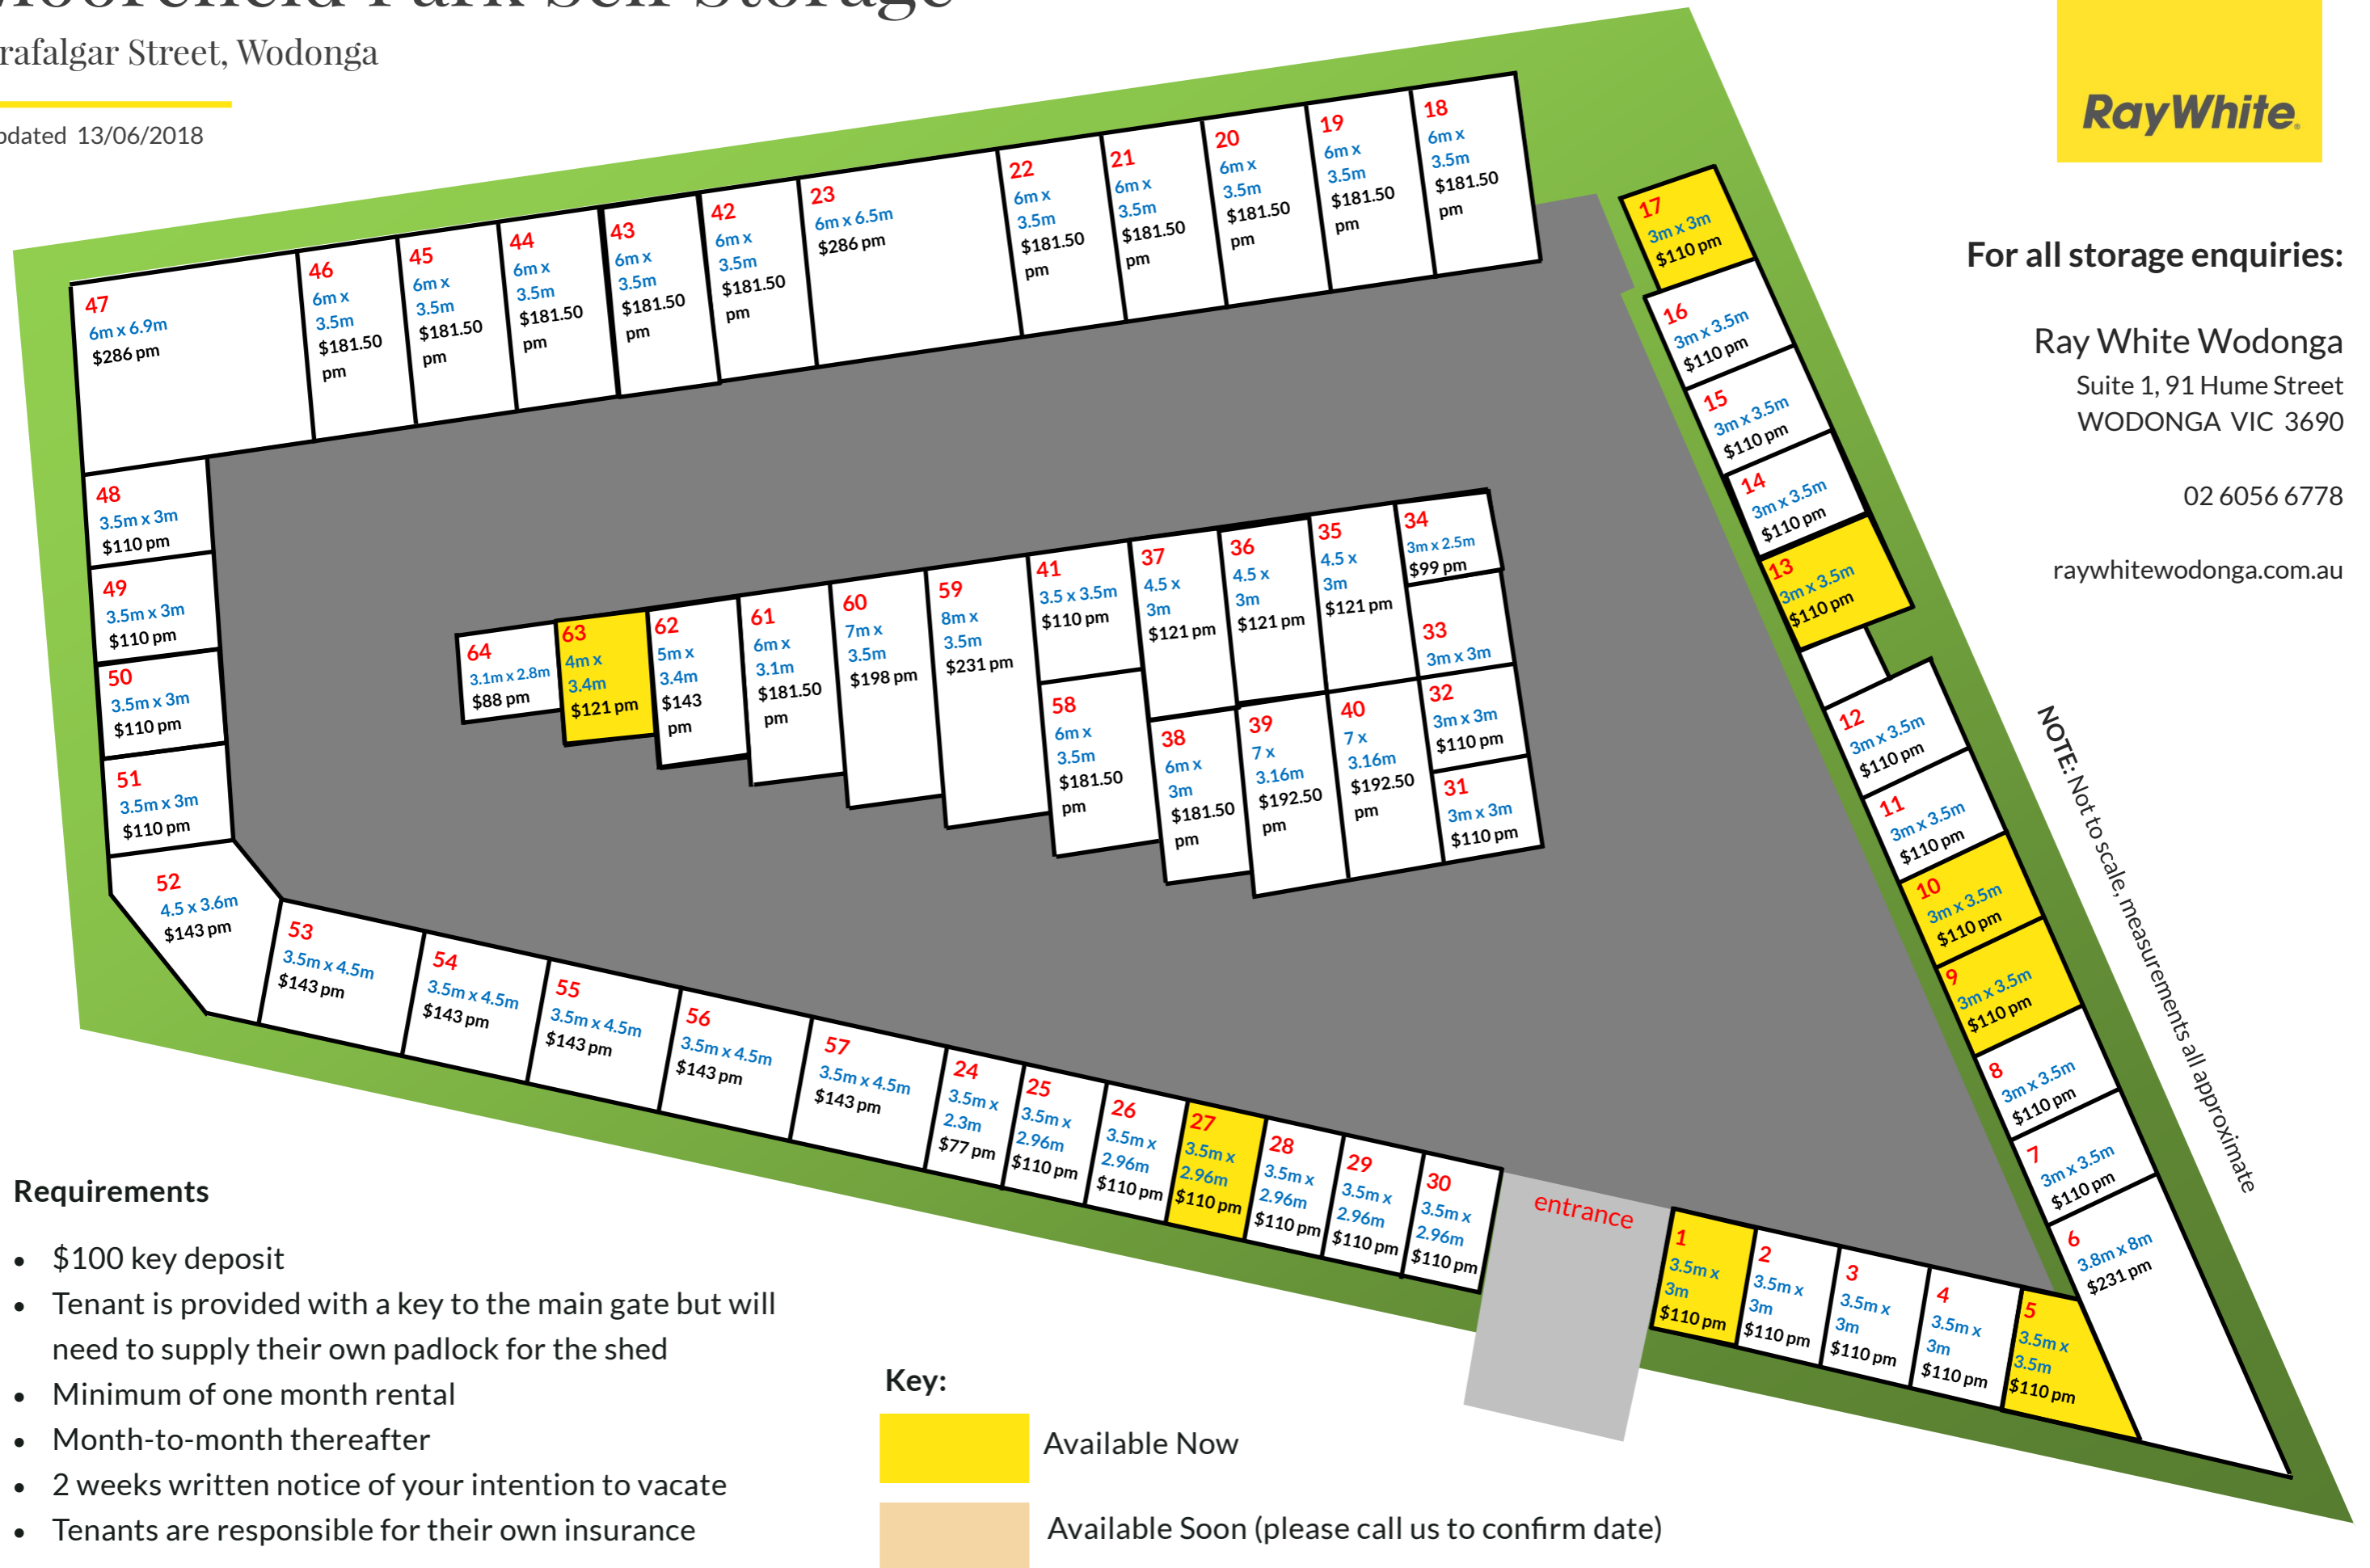 Moorefield Park Self Storage
rafalgar Street, Wodonga
pdated 13/06/2018
RayWhite
For all storage enquiries:
Ray White Wodonga
Suite 1, 91 Hume Street
WODONGA VIC 3690
02 6056 6778
raywhitewodonga.com.au
47
6m x 6.9m
$286 pm
46
6m x
3.5m
$181.50
pm
45
6m x
3.5m
$181.50
pm
44
6m x
3.5m
$181.50
pm
43
6m x
3.5m
$181.50
pm
42
6m x
3.5m
$181.50
pm
23
6m x 6.5m
$286 pm
22
6m x
3.5m
$181.50
pm
21
6m x
3.5m
$181.50
pm
20
6m x
3.5m
$181.50
pm
19
6m x
3.5m
$181.50
pm
18
6m x
3.5m
$181.50
pm
17
3m x 3m
$110 pm
16
3m x 3.5m
$110 pm
15
3m x 3.5m
$110 pm
14
3m x 3.5m
$110 pm
13
3m x 3.5m
$110 pm
12
3m x 3.5m
$110 pm
11
3m x 3.5m
$110 pm
10
3m x 3.5m
$110 pm
9
3m x 3.5m
$110 pm
8
3m x 3.5m
$110 pm
7
3m x 3.5m
$110 pm
6
3.8m x 8m
$231 pm
NOTE: Not to scale, measurements all approximate
48
3.5m x 3m
$110 pm
49
3.5m x 3m
$110 pm
50
3.5m x 3m
$110 pm
51
3.5m x 3m
$110 pm
52
4.5 x 3.6m
$143 pm
64
3.1m x 2.8m
$88 pm
63
4m x
3.4m
$121 pm
62
5m x
3.4m
$143
pm
61
6m x
3.1m
$181.50
pm
60
7m x
3.5m
$198 pm
59
8m x
3.5m
$231 pm
41
3.5 x 3.5m
$110 pm
58
6m x
3.5m
$181.50
pm
37
4.5 x
3m
$121 pm
36
4.5 x
3m
$121 pm
35
4.5 x
3m
$121 pm
34
3m x 2.5m
$99 pm
33
3m x 3m
38
6m x
3m
$181.50
pm
39
7 x
3.16m
$192.50
pm
40
7 x
3.16m
$192.50
pm
32
3m x 3m
$110 pm
31
3m x 3m
$110 pm
53
3.5m x 4.5m
$143 pm
54
3.5m x 4.5m
$143 pm
55
3.5m x 4.5m
$143 pm
56
3.5m x 4.5m
$143 pm
57
3.5m x 4.5m
$143 pm
24
3.5m x
2.3m
$77 pm
25
3.5m x
2.96m
$110 pm
26
3.5m x
2.96m
$110 pm
27
3.5m x
2.96m
$110 pm
28
3.5m x
2.96m
$110 pm
29
3.5m x
2.96m
$110 pm
30
3.5m x
2.96m
$110 pm
entrance
1
3.5m x
3m
$110 pm
2
3.5m x
3m
$110 pm
3
3.5m x
3m
$110 pm
4
3.5m x
3m
$110 pm
5
3.5m x
3.5m
$110 pm
Requirements
• $100 key deposit
• Tenant is provided with a key to the main gate but will
need to supply their own padlock for the shed
• Minimum of one month rental
• Month-to-month thereafter
• 2 weeks written notice of your intention to vacate
• Tenants are responsible for their own insurance
Key:
Available Now
Available Soon (please call us to confirm date)